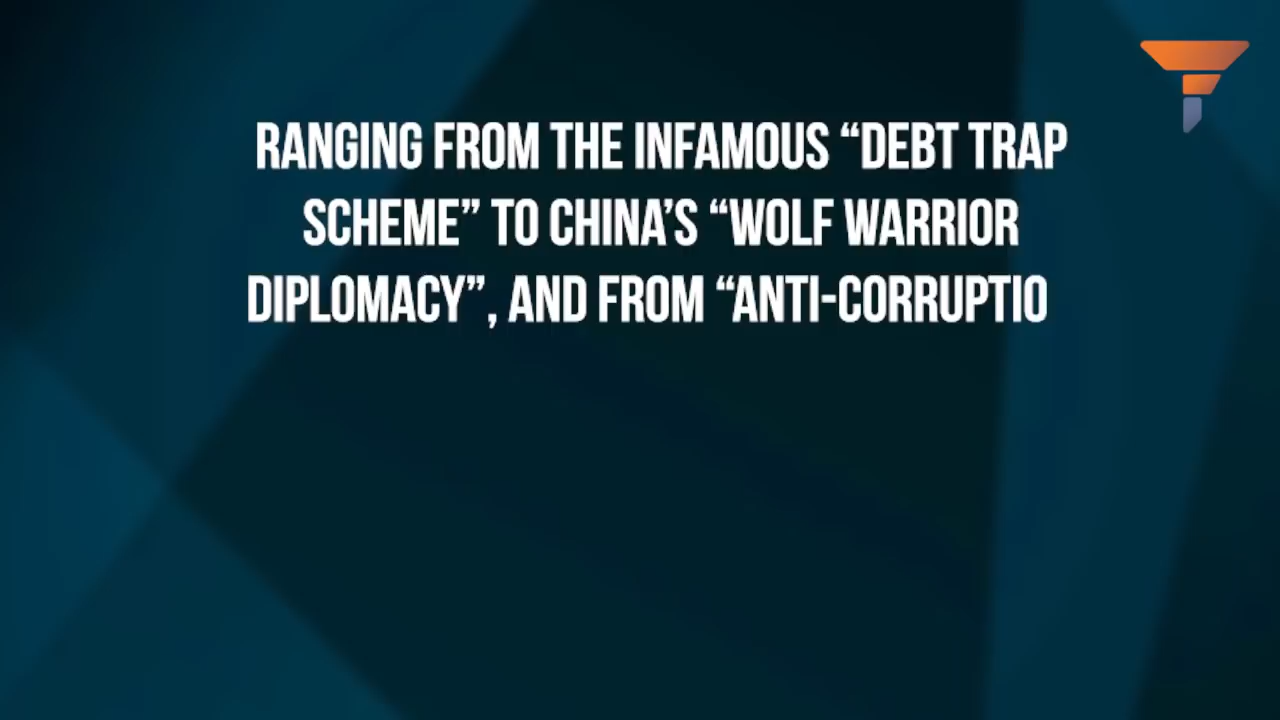 RANGING FROM THE INFAMOUS “DEBT TRAP
SCHEME” TO CHINA’S “WOLF WARRIOR
DIPLOMACY”, AND FROM “ANTI-CORRUPTIO